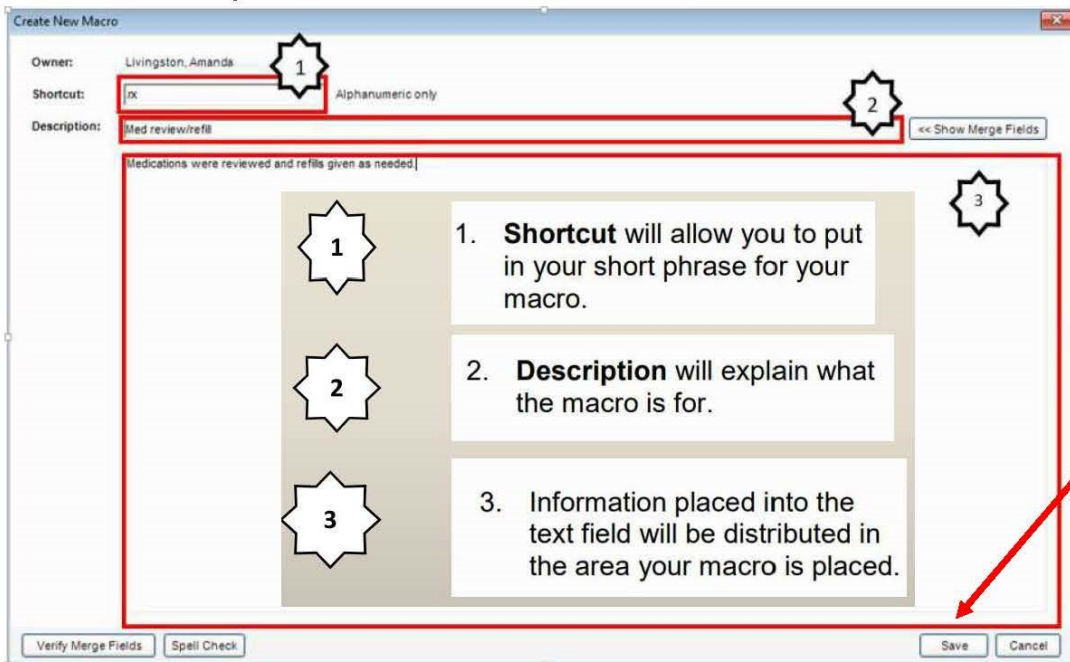 Create New Macro
Owner: Livingston, Amanda
1
Shortcut: .rx Alphanumeric only
2
Description: Med review/refill << Show Merge Fields
Medications were reviewed and refills given as needed.
3
1
1. Shortcut will allow you to put
in your short phrase for your
macro.
2
2. Description will explain what
the macro is for.
3
3. Information placed into the
text field will be distributed in
the area your macro is placed.
Verify Merge Fields Spell Check Save Cancel